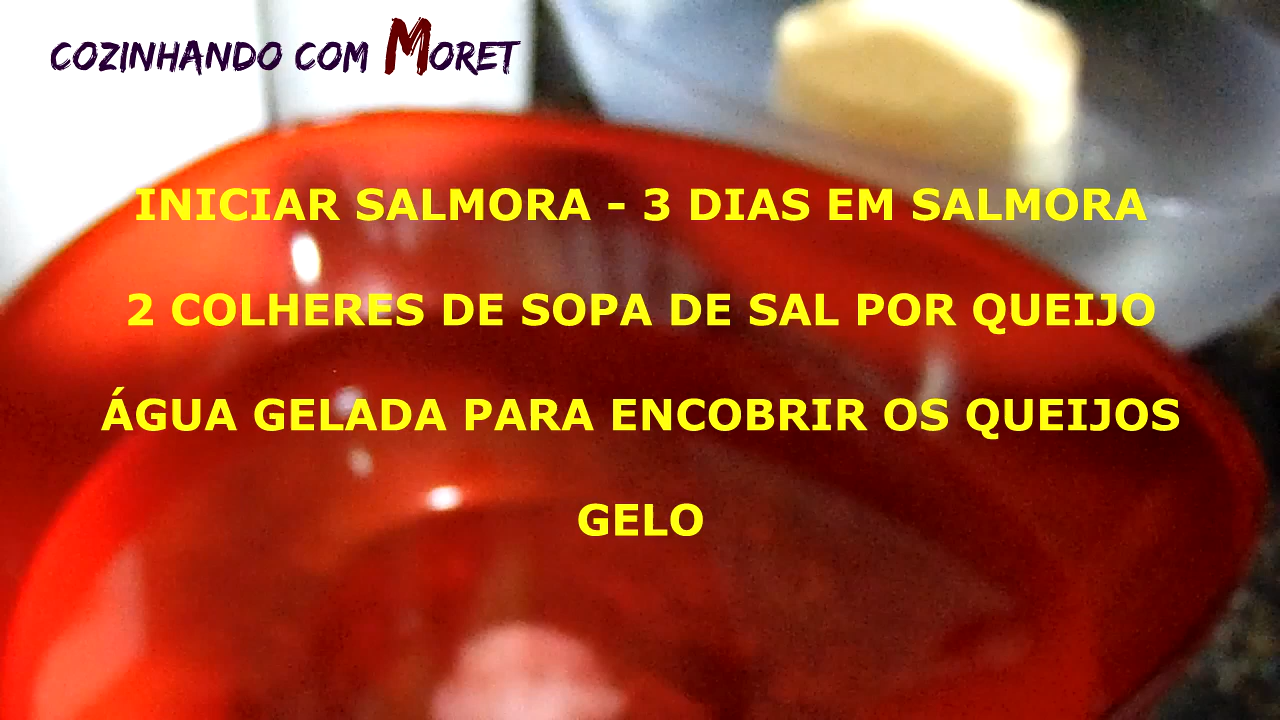 COZINHANDO COM MORET
INICIAR SALMORA - 3 DIAS EM SALMORA
2 COLHERES DE SOPA DE SAL POR QUEIJO
ÁGUA GELADA PARA ENCOBRIR OS QUEIJOS
GELO